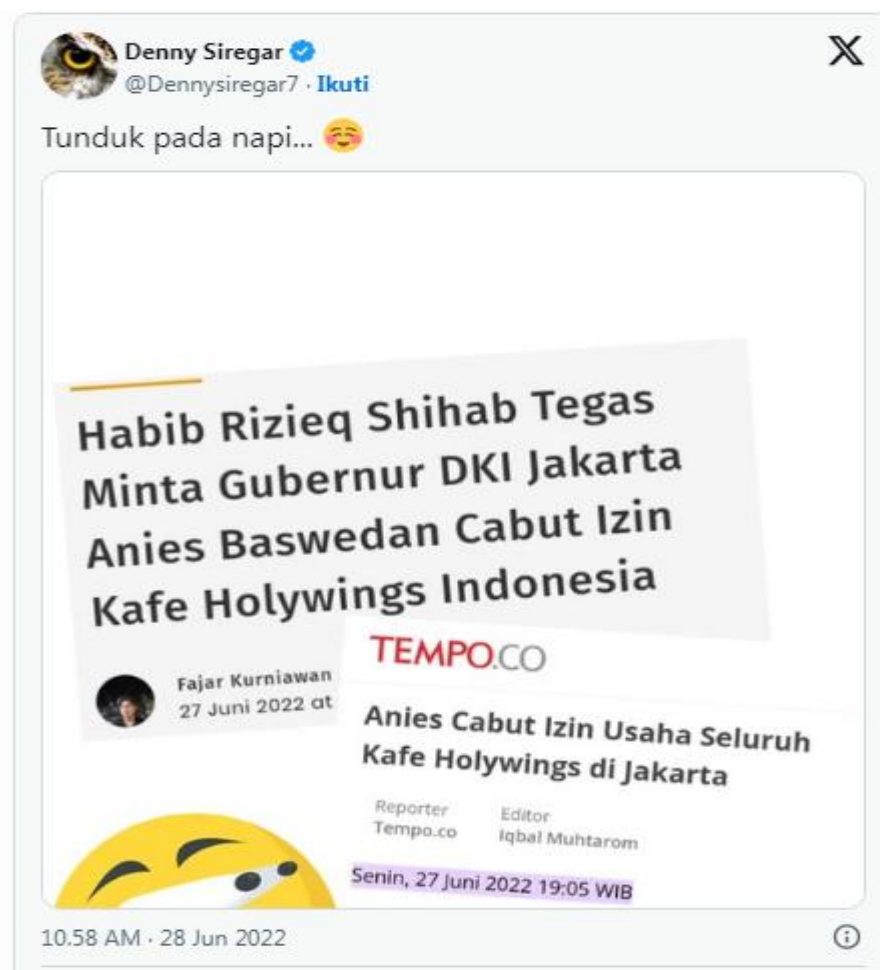 Denny Siregar
@Dennysiregar7 · Ikuti
Tunduk pada napi...
Habib Rizieq Shihab Tegas
Minta Gubernur DKI Jakarta
Anies Baswedan Cabut Izin
Kafe Holywings Indonesia
Fajar Kurniawan
27 Juni 2022 at
TEMPO.CO
Anies Cabut Izin Usaha Seluruh
Kafe Holywings di Jakarta
Reporter Editor
Tempo.co Iqbal Muhtarom
Senin, 27 Juni 2022 19:05 WIB
10.58 AM · 28 Jun 2022